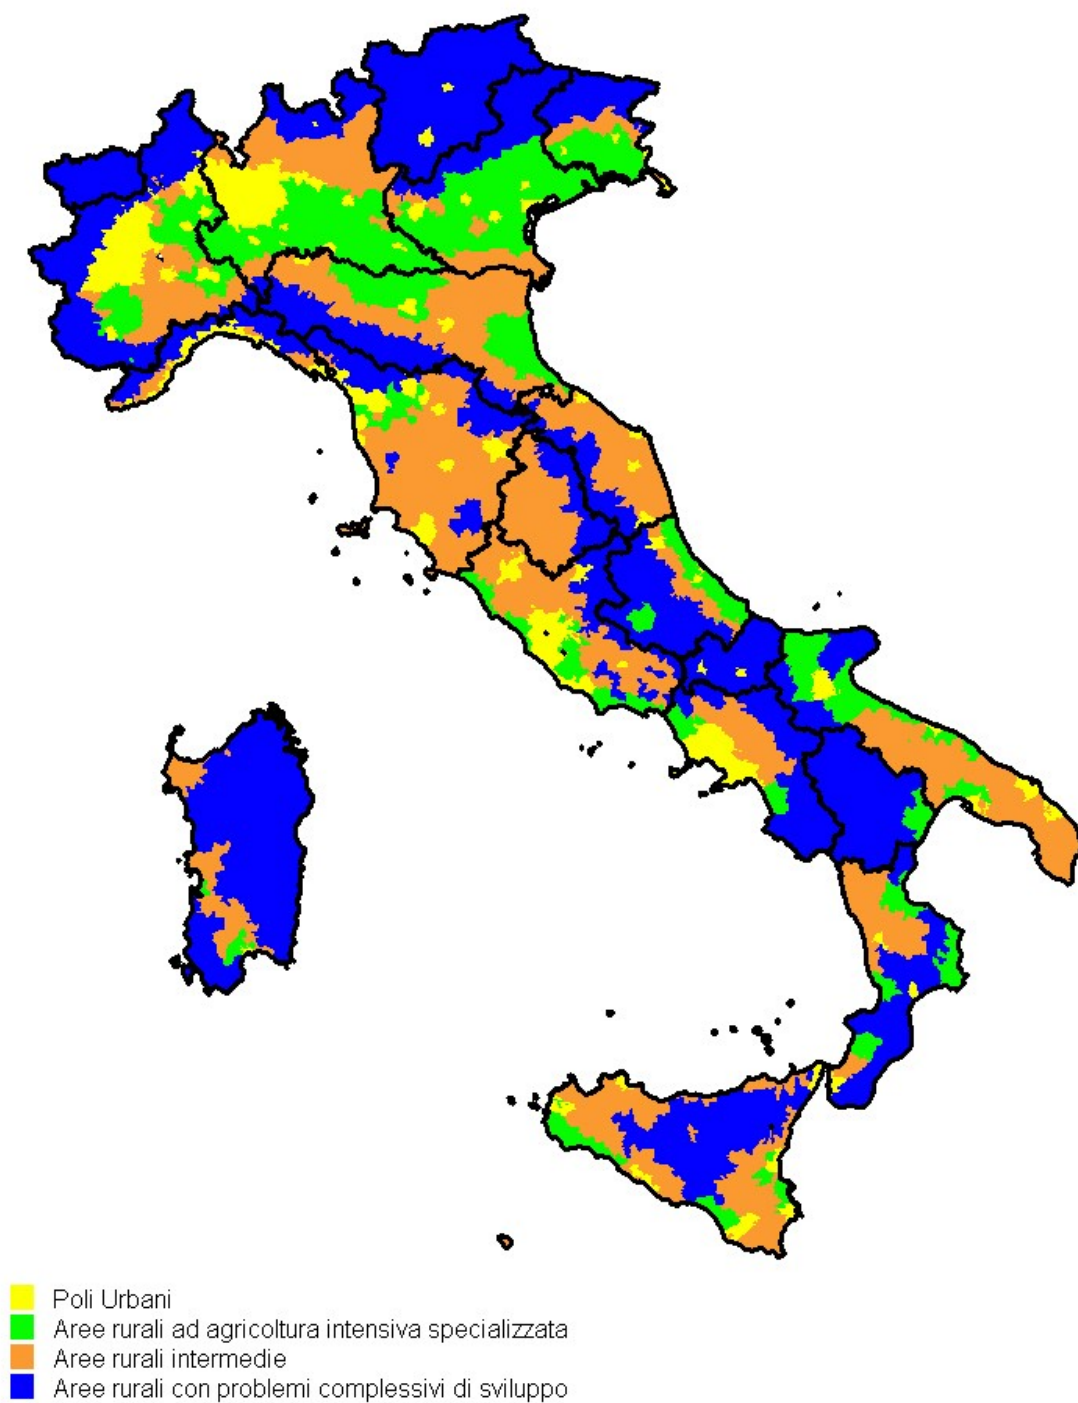 Poli Urbani
Aree rurali ad agricoltura intensiva specializzata
Aree rurali intermedie
Aree rurali con problemi complessivi di sviluppo